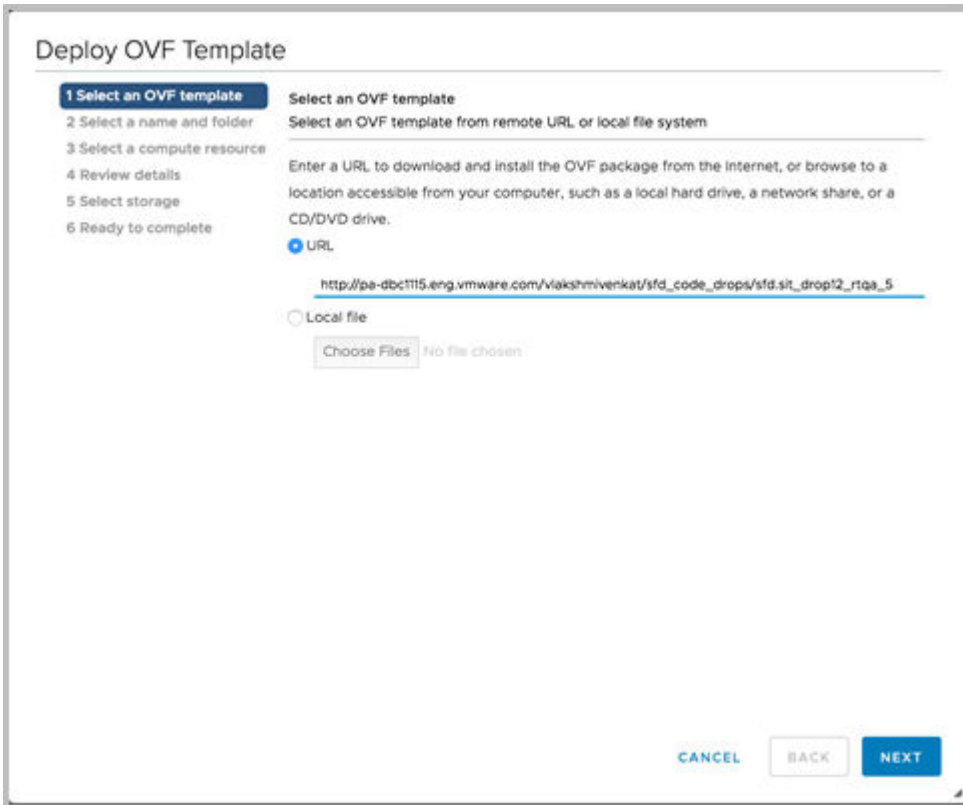 Deploy OVF Template
1 Select an OVF template
2 Select a name and folder
3 Select a compute resource
4 Review details
5 Select storage
6 Ready to complete
Select an OVF template
Select an OVF template from remote URL or local file system
Enter a URL to download and install the OVF package from the Internet, or browse to a
location accessible from your computer, such as a local hard drive, a network share, or a
CD/DVD drive.
URL
http://pa-dbc1115.eng.vmware.com/vlakshmivenkat/sfd_code_drops/sfd.sit_drop12_rtqa_5
Local file
Choose Files No file chosen
CANCEL BACK NEXT